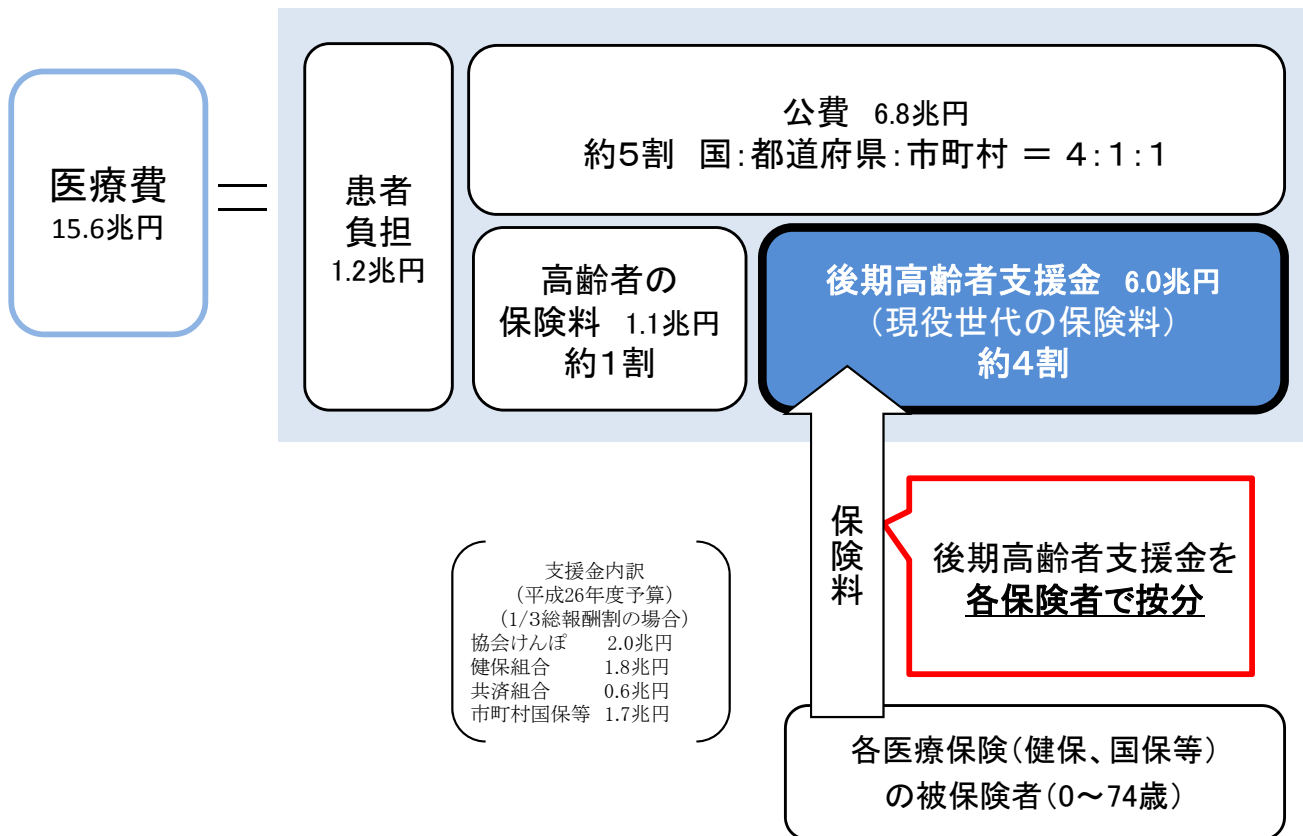 医療費
15.6兆円
患者
負担
1.2兆円
公費 6.8兆円
約5割 国:都道府県:市町村 = 4:1:1
高齢者の
保険料 1.1兆円
約1割
後期高齢者支援金 6.0兆円
(現役世代の保険料)
約4割
保険料
後期高齢者支援金を
各保険者で按分
支援金内訳
(平成26年度予算)
(1/3総報酬割の場合)
協会けんぽ 2.0兆円
健保組合 1.8兆円
共済組合 0.6兆円
市町村国保等 1.7兆円
各医療保険(健保、国保等)
の被保険者(0~74歳)